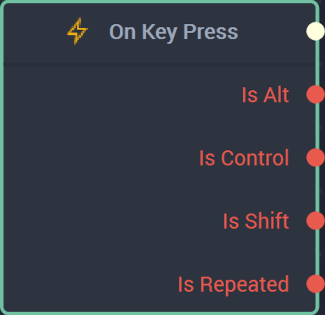 On Key Press
Is Alt
Is Control
Is Shift
Is Repeated